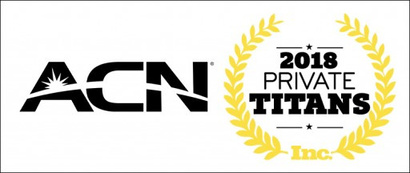 ACN®
2018
PRIVATE
TITANS
Inc.